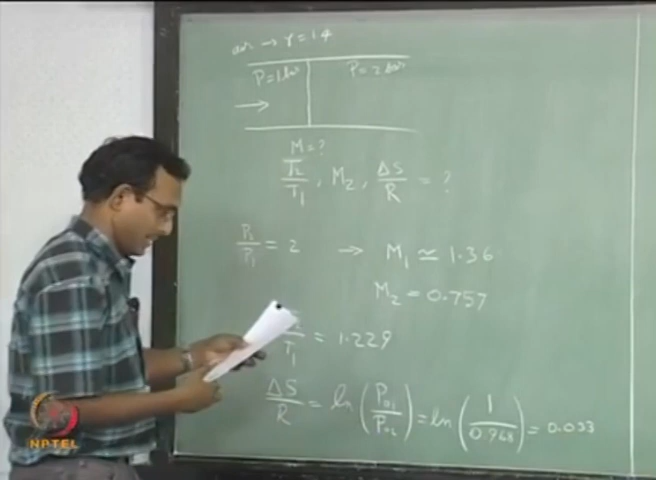 air → γ = 1.4
P = 1 bar P = 2 bar
M = ?
T₂/T₁ , M₂ , ΔS/R = ?
P₂/P₁ = 2 → M₁ ≃ 1.36
M₂ = 0.757
T₁ = 1.229
ΔS/R = ln (P₀₁/P₀₂) = ln (1/0.968) = 0.033
NPTEL